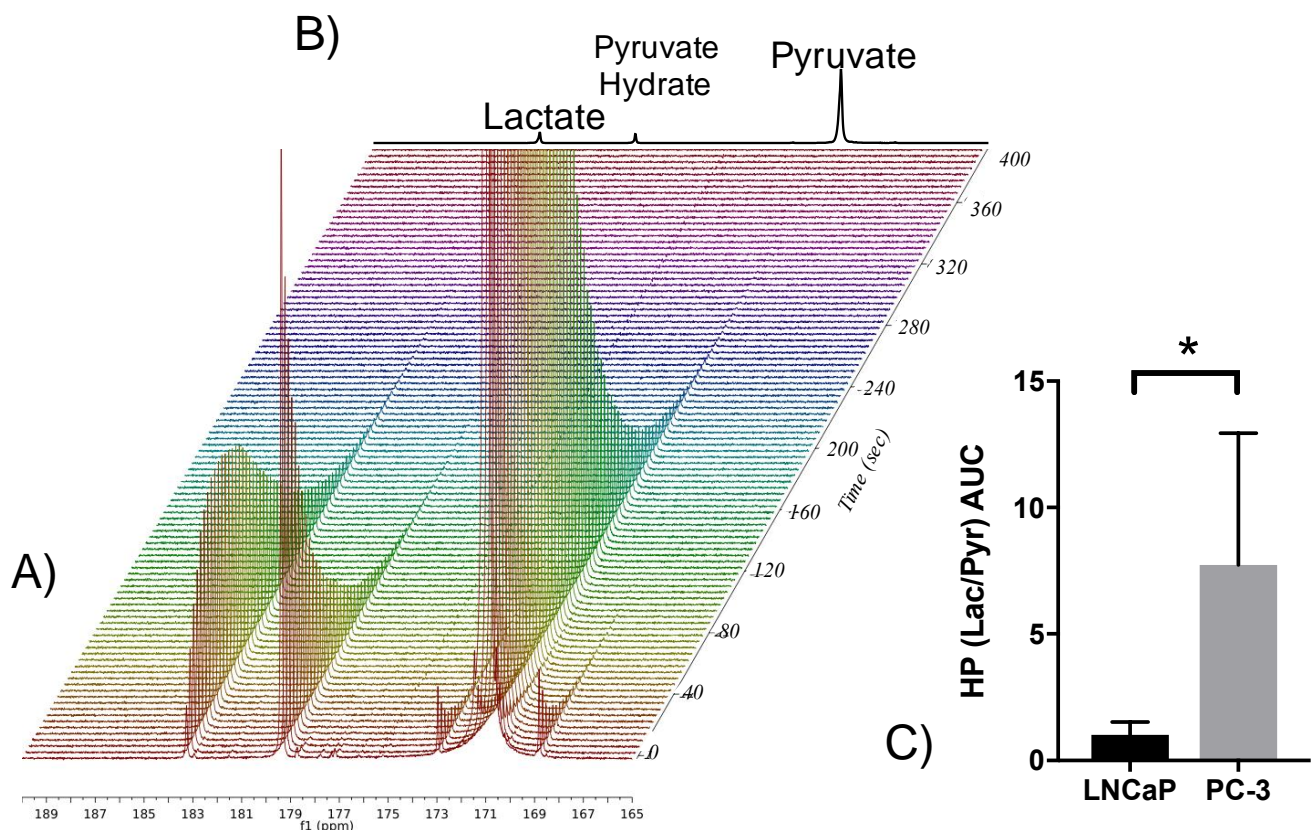 B)
Pyruvate
Hydrate
Pyruvate
Lactate
400
360
320
280
240
200
Time (sec)
160
120
80
40
0
A)
189 187 185 183 181 179 177 175 173 171 169 167 165
f1 (ppm)
*
15
10
5
0
HP (Lac/Pyr) AUC
C)
LNCaP PC-3